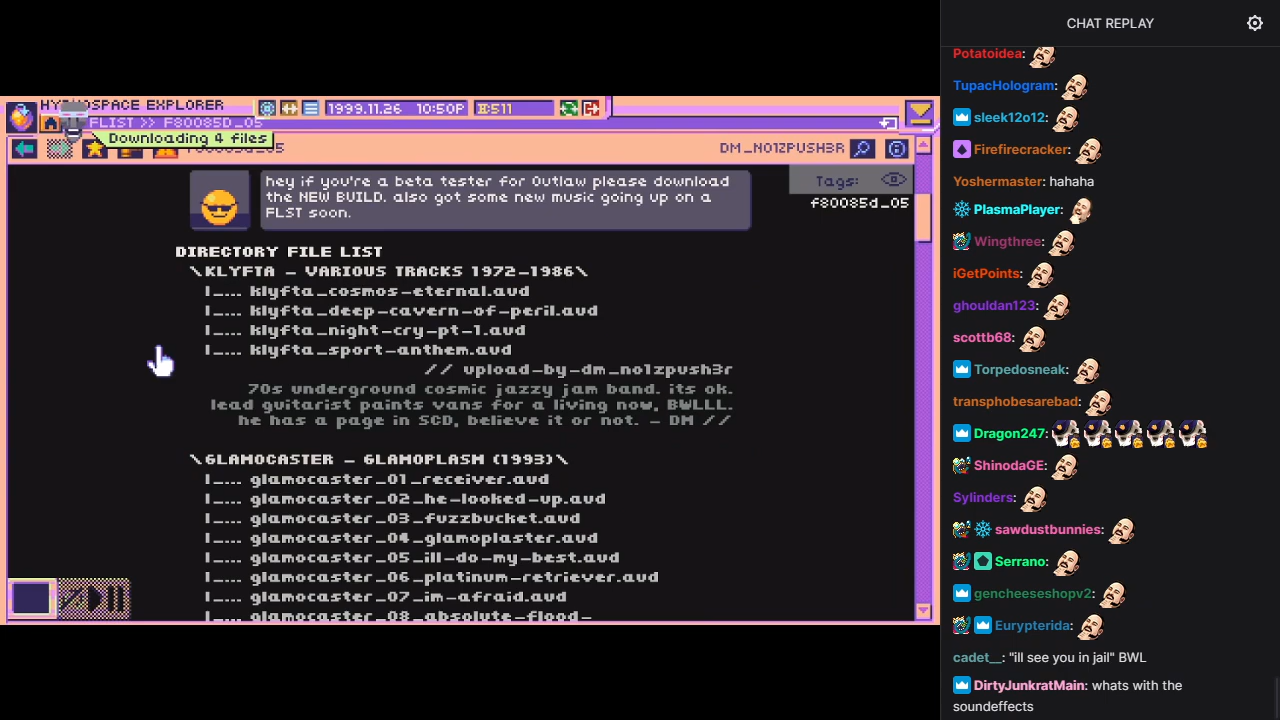 HYPNOSPACE EXPLORER
1999.11.26 10:50P
511
FLIST >> F80085D_05
Downloading 4 files
F80085D_05
DM_NO1ZPUSH3R
hey if you're a beta tester for Outlaw please download
the NEW BUILD. also got some new music going up on a
FLST soon.
Tags:
f80085d_05
DIRECTORY FILE LIST
\KLYFTA - VARIOUS TRACKS 1972-1986\
|_... klyfta_cosmos-eternal.avd
|_... klyfta_deep-cavern-of-peril.avd
|_... klyfta_night-cry-pt-1.avd
|_... klyfta_sport-anthem.avd
// upload-by-dm_no1zpush3r
70s underground cosmic jazzy jam band. its ok.
lead guitarist paints vans for a living now, BWLLL.
he has a page in SCD, believe it or not. - DM //
\GLAMOCASTER - GLAMOPLASM (1993)\
|_... glamocaster_01_receiver.avd
|_... glamocaster_02_he-looked-up.avd
|_... glamocaster_03_fuzzbucket.avd
|_... glamocaster_04_glamoplaster.avd
|_... glamocaster_05_ill-do-my-best.avd
|_... glamocaster_06_platinum-retriever.avd
|_... glamocaster_07_im-afraid.avd
|_... glamocaster_08_absolute-flood-
CHAT REPLAY
Potatoidea:
TupacHologram:
sleek12o12:
Firefirecracker:
Yoshermaster: hahaha
PlasmaPlayer:
Wingthree:
iGetPoints:
ghouldan123:
scottb68:
Torpedosneak:
transphobesarebad:
Dragon247:
ShinodaGE:
Sylinders:
sawdustbunnies:
Serrano:
gencheeseshopv2:
Eurypterida:
cadet__: "ill see you in jail" BWL
DirtyJunkratMain: whats with the
soundeffects